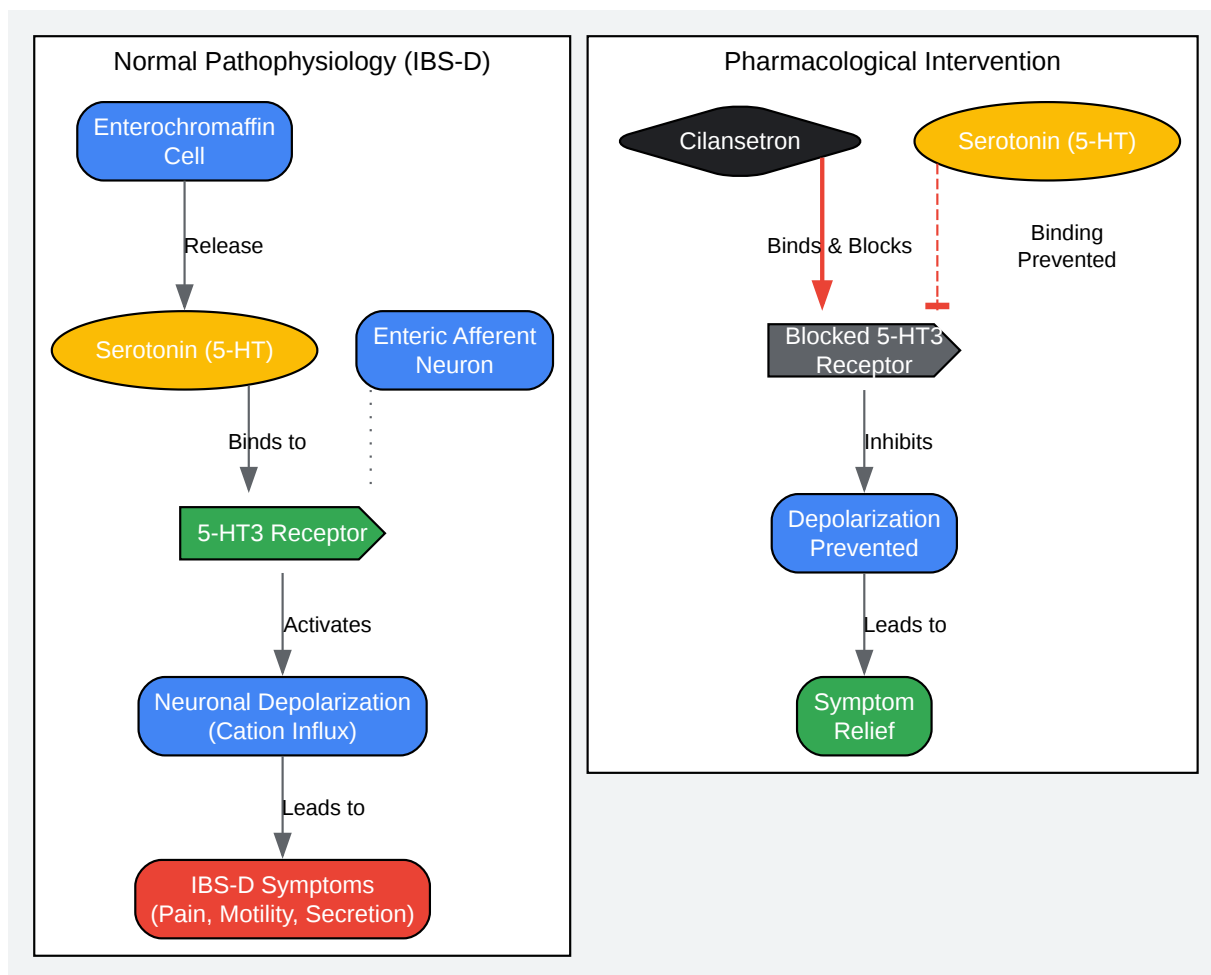 Normal Pathophysiology (IBS-D)
Enterochromaffin
Cell
Release
Serotonin (5-HT)
Enteric Afferent
Neuron
Binds to
5-HT3 Receptor
Activates
Neuronal Depolarization
(Cation Influx)
Leads to
IBS-D Symptoms
(Pain, Motility, Secretion)
Pharmacological Intervention
Cilansetron
Serotonin (5-HT)
Binds & Blocks
Binding
Prevented
Blocked 5-HT3
Receptor
Inhibits
Depolarization
Prevented
Leads to
Symptom
Relief